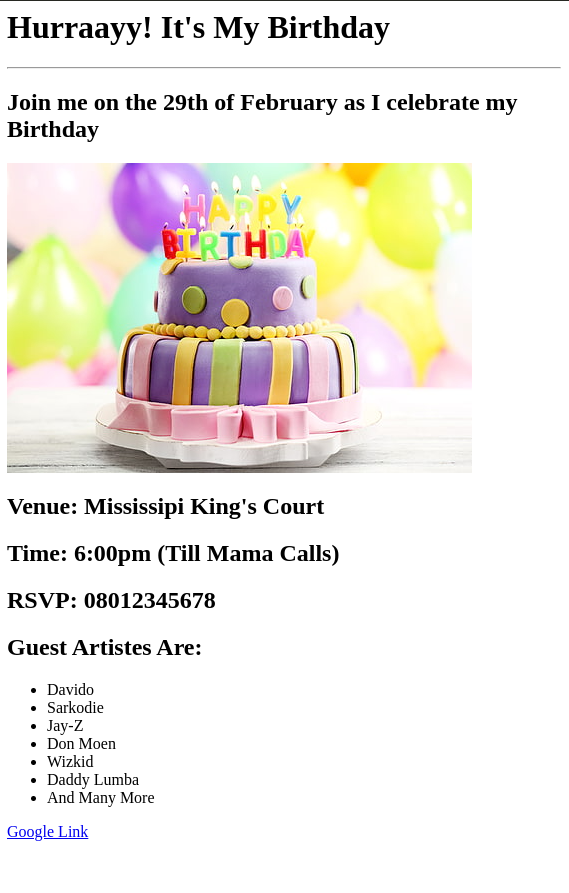 Hurraayy! It's My Birthday
Join me on the 29th of February as I celebrate my
Birthday
HAPPY
BIRTHDAY
Venue: Mississipi King's Court
Time: 6:00pm (Till Mama Calls)
RSVP: 08012345678
Guest Artistes Are:
Davido
Sarkodie
Jay-Z
Don Moen
Wizkid
Daddy Lumba
And Many More
Google Link